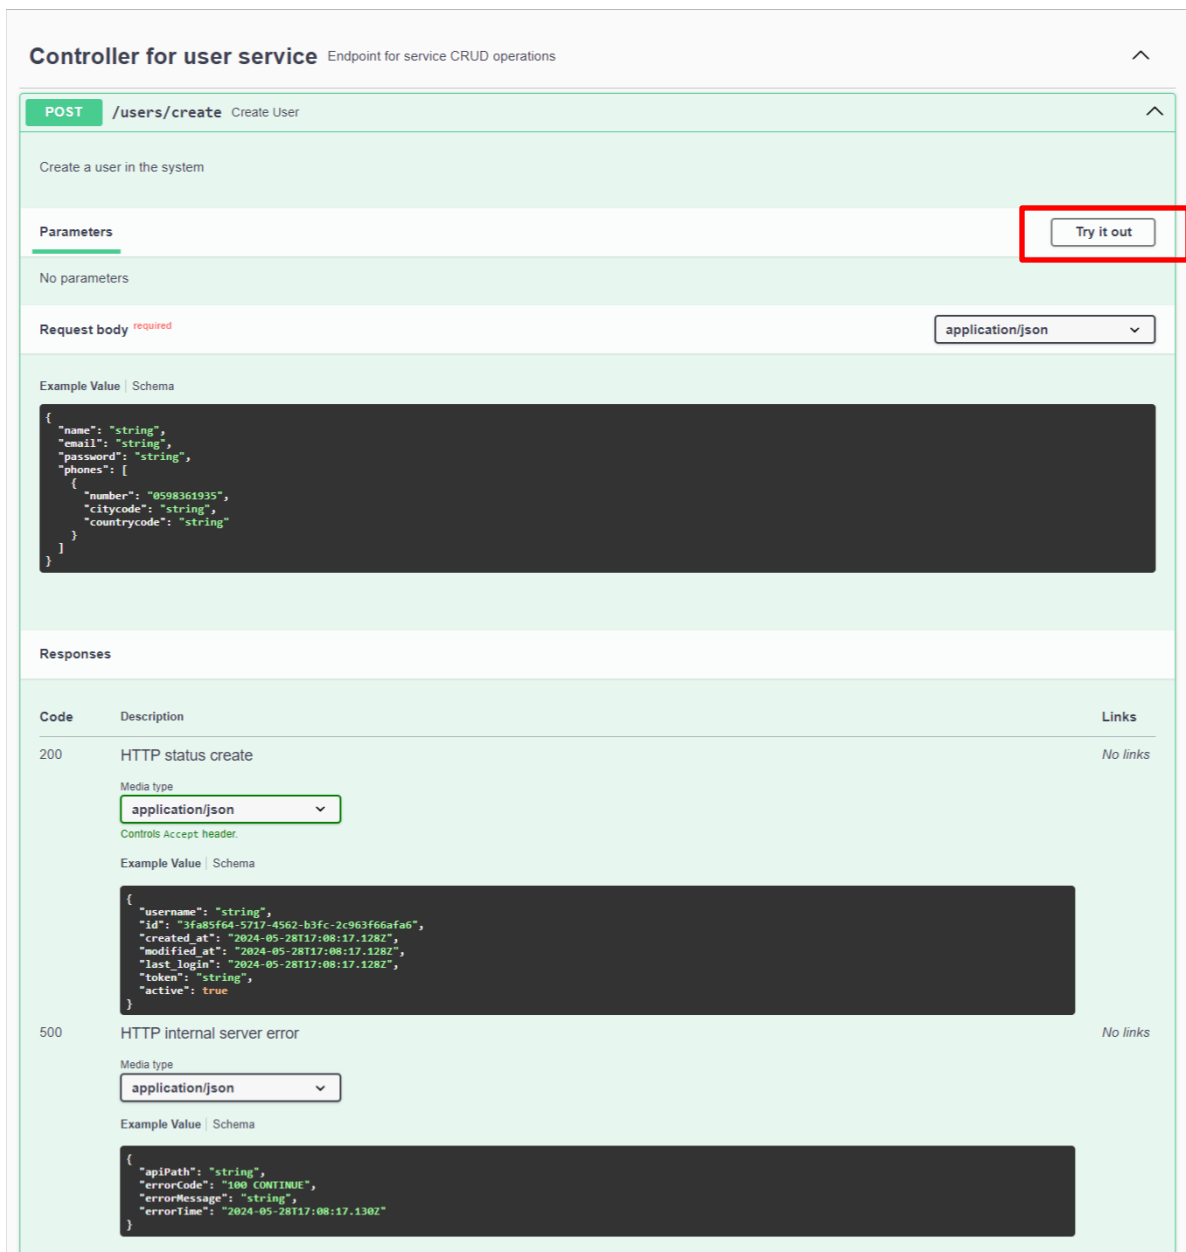 Controller for user service Endpoint for service CRUD operations
POST /users/create Create User
Create a user in the system
Parameters Try it out
No parameters
Request body required application/json
Example Value Schema
{
"name": "string",
"email": "string",
"password": "string",
"phones": [
{
"number": "0598361935",
"citycode": "string",
"countrycode": "string"
}
]
}
Responses
Code Description Links
200 HTTP status create No links
Media type
application/json
Controls Accept header.
Example Value Schema
{
"username": "string",
"id": "3fa85f64-5717-4562-b3fc-2c963f66afa6",
"created_at": "2024-05-28T17:08:17.128Z",
"modified_at": "2024-05-28T17:08:17.128Z",
"last_login": "2024-05-28T17:08:17.128Z",
"token": "string",
"active": true
}
500 HTTP internal server error No links
Media type
application/json
Example Value Schema
{
"apiPath": "string",
"errorCode": "100 CONTINUE",
"errorMessage": "string",
"errorTime": "2024-05-28T17:08:17.130Z"
}